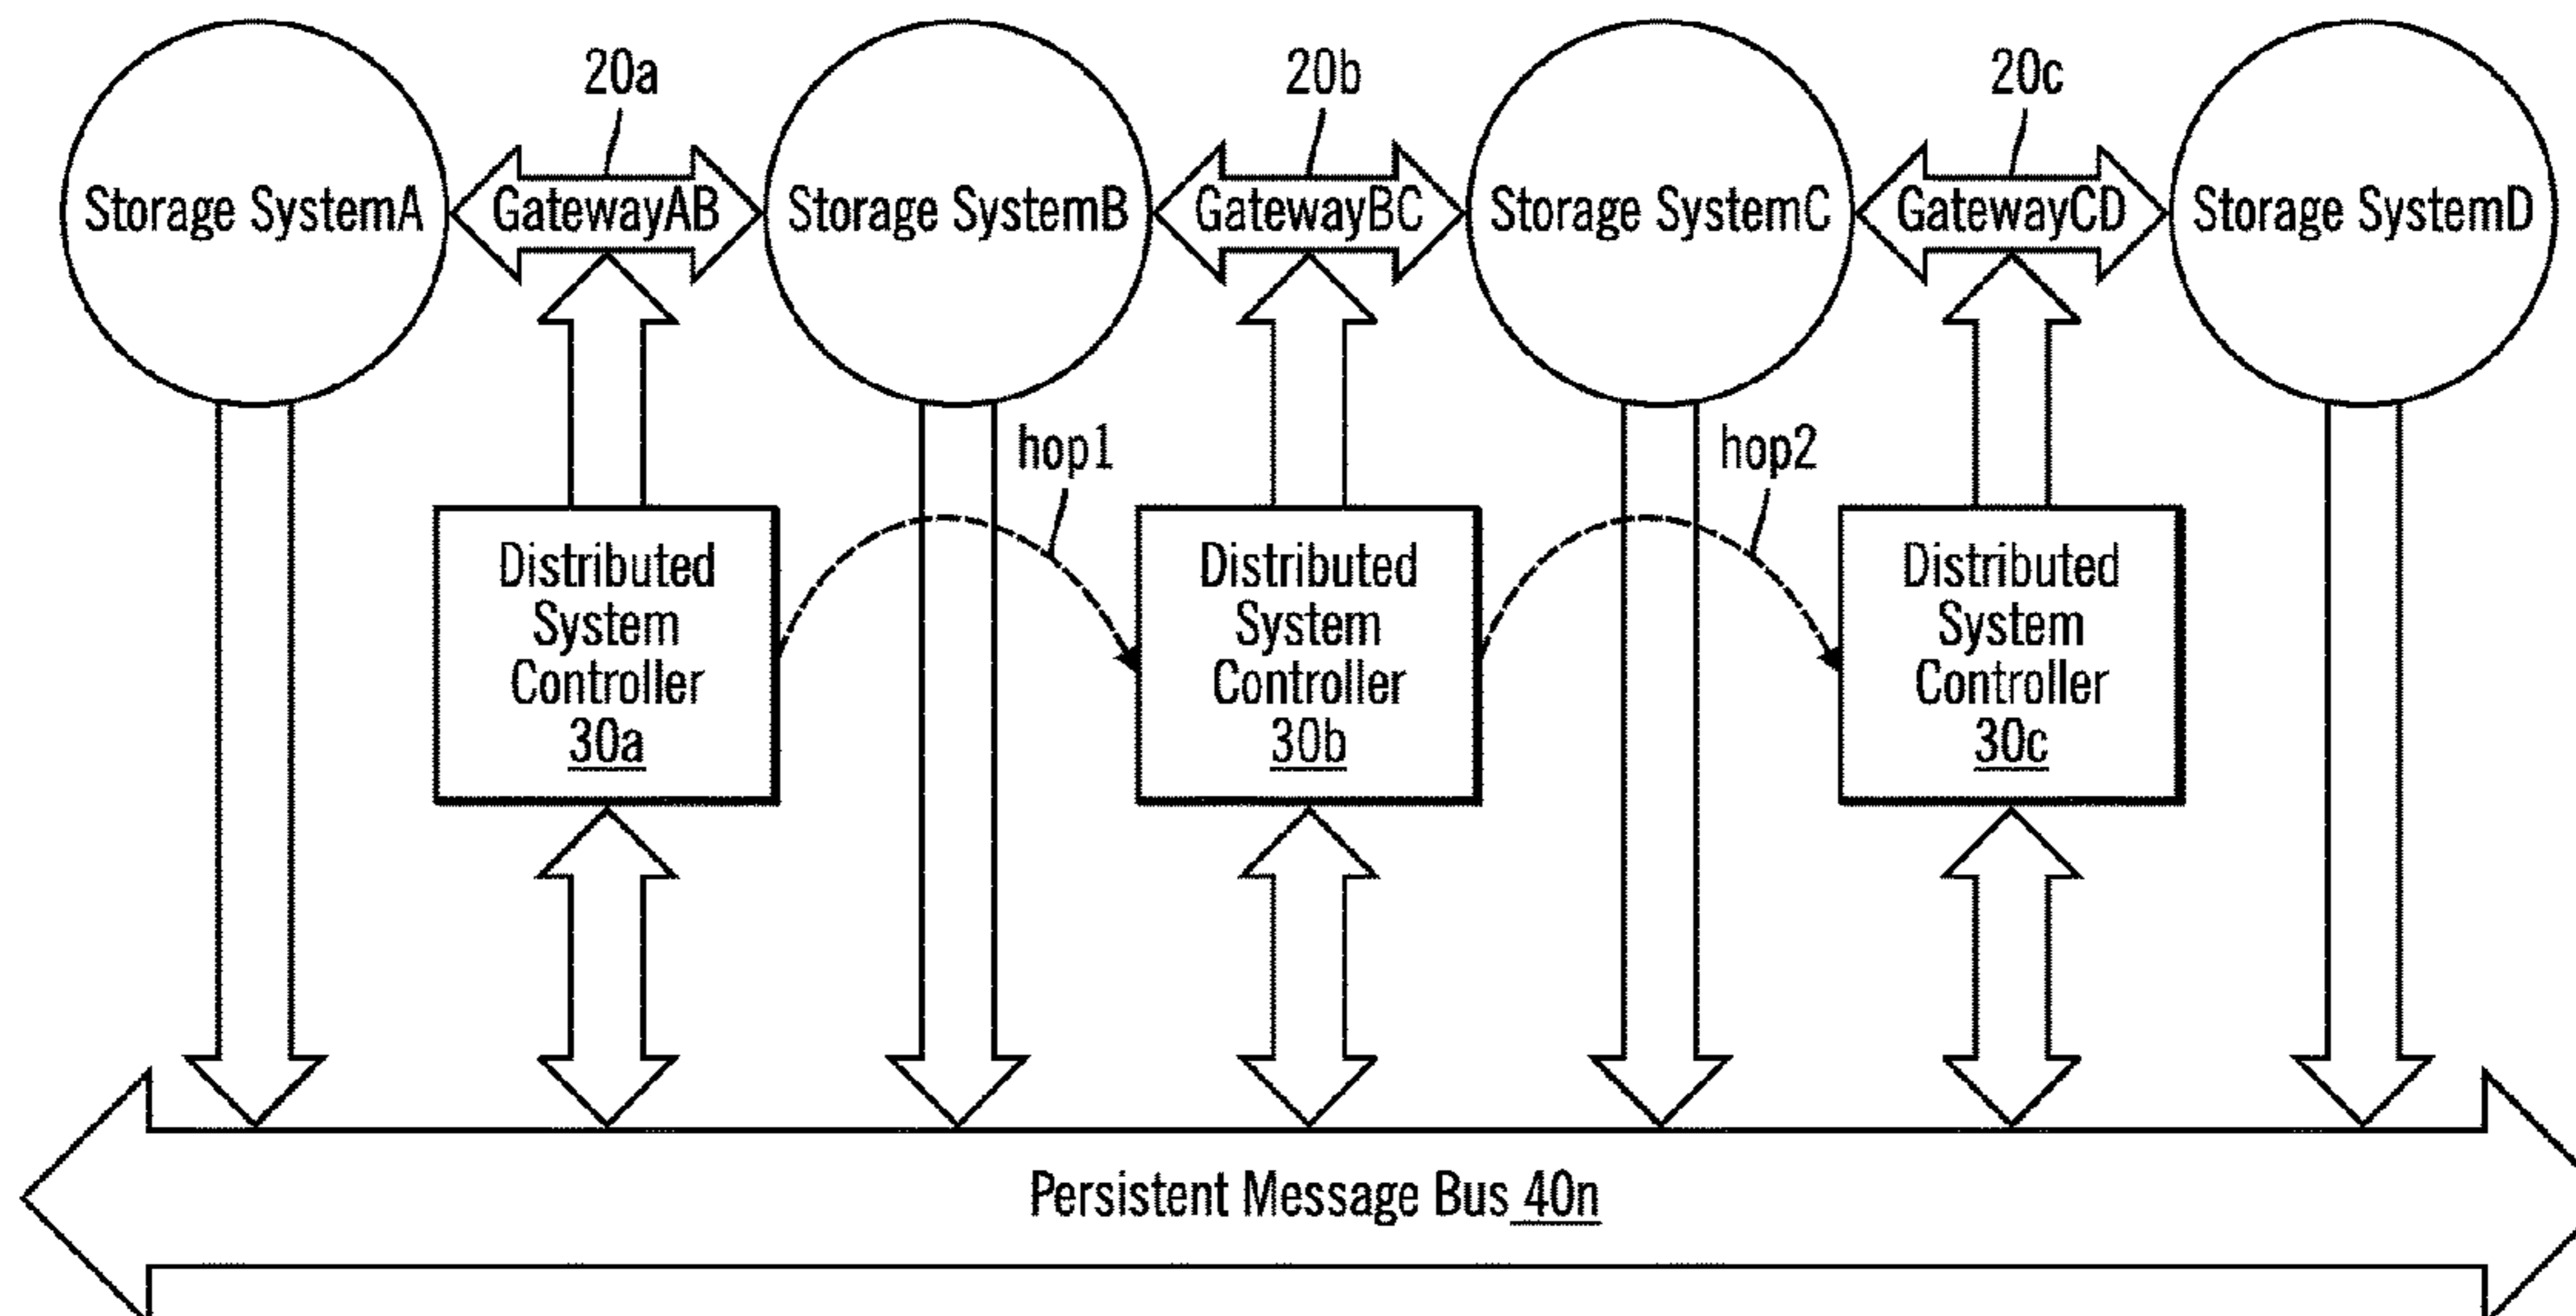 20a
20b
20c
Storage SystemA
GatewayAB
Storage SystemB
GatewayBC
Storage SystemC
GatewayCD
Storage SystemD
hop1
hop2
Distributed
System
Controller
30a
Distributed
System
Controller
30b
Distributed
System
Controller
30c
Persistent Message Bus 40n